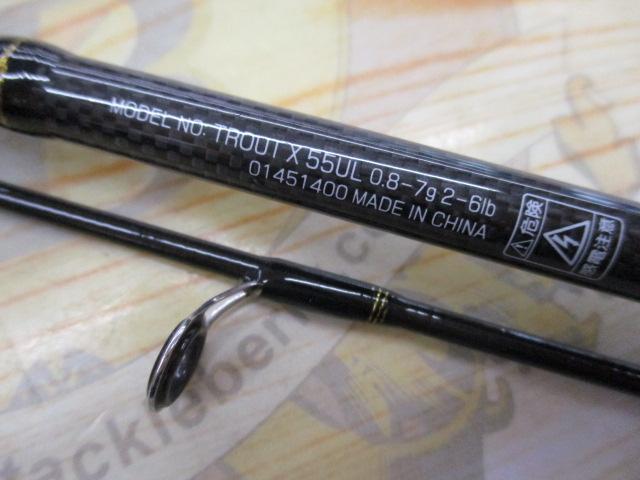 MODEL NO: TROUT X 55UL 0.8-7g 2-6lb
01451400 MADE IN CHINA
危険
感電注意
tackleberry.c